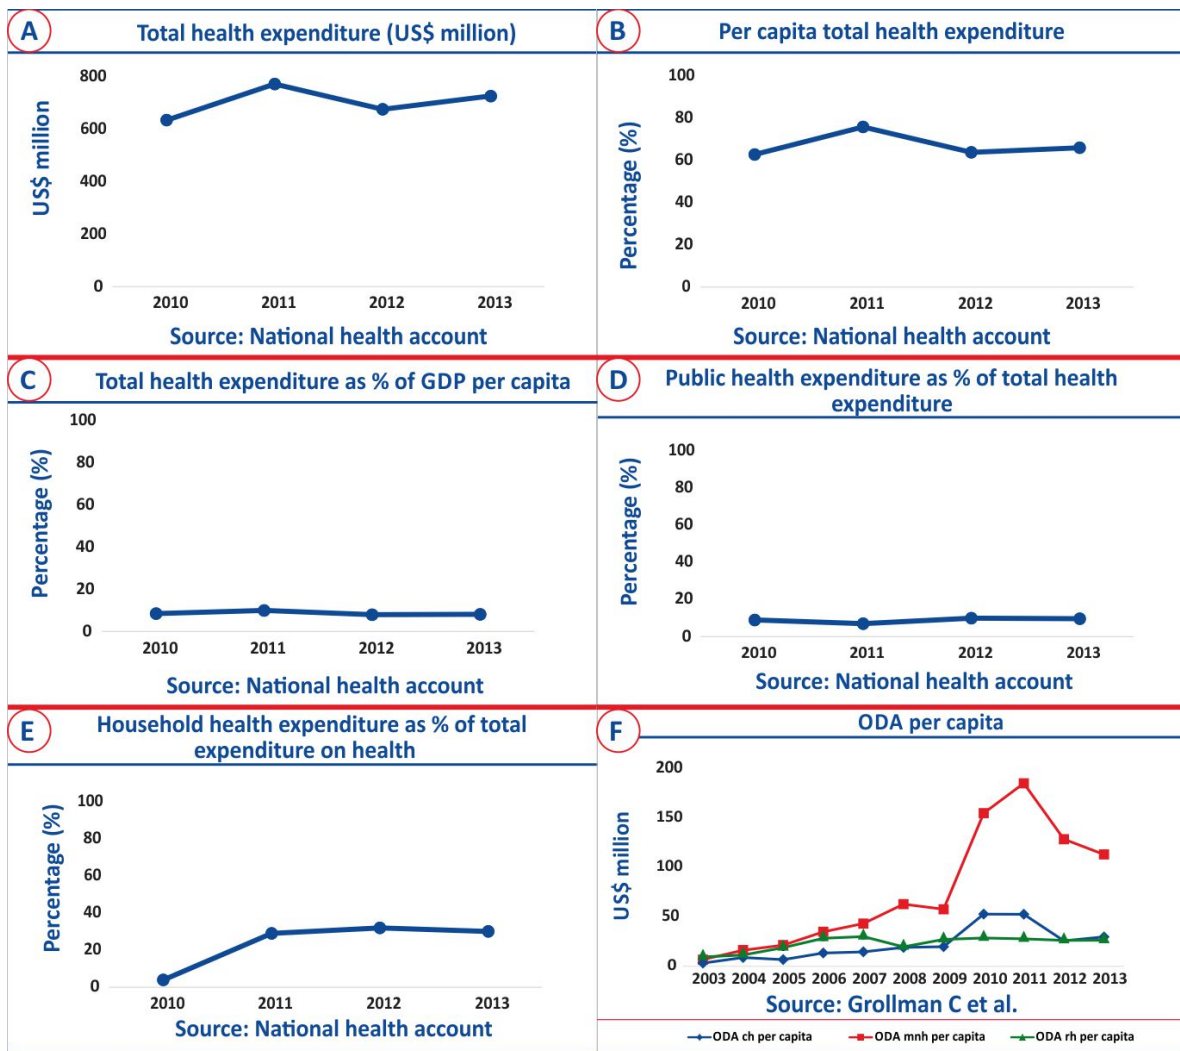 A
Total health expenditure (US$ million)
US$ million
800
600
400
200
0
2010 2011 2012 2013
Source: National health account
B
Per capita total health expenditure
Percentage (%)
100
80
60
40
20
0
2010 2011 2012 2013
Source: National health account
C
Total health expenditure as % of GDP per capita
Percentage (%)
100
80
60
40
20
0
2010 2011 2012 2013
Source: National health account
D
Public health expenditure as % of total health
expenditure
Percentage (%)
100
80
60
40
20
0
2010 2011 2012 2013
Source: National health account
E
Household health expenditure as % of total
expenditure on health
Percentage (%)
100
80
60
40
20
0
2010 2011 2012 2013
Source: National health account
F
ODA per capita
US$ million
200
150
100
50
0
2003 2004 2005 2006 2007 2008 2009 2010 2011 2012 2013
Source: Grollman C et al.
ODA ch per capita ODA mnh per capita ODA rh per capita